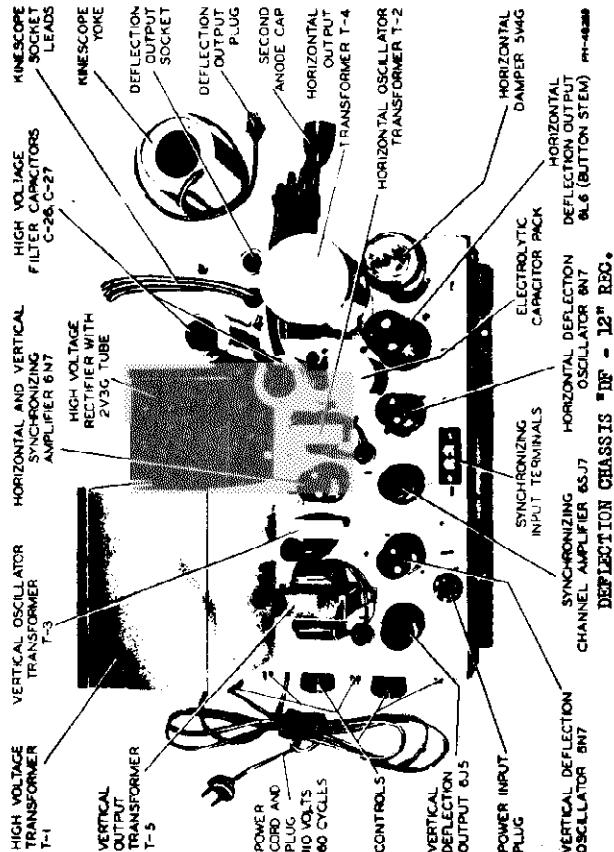 HIGH VOLTAGE
TRANSFORMER
T-1
VERTICAL OSCILLATOR
TRANSFORMER
T-3
HORIZONTAL AND VERTICAL
SYNCHRONIZING
AMPLIFIER 6N7
HIGH VOLTAGE
RECTIFIER WITH
2V3G TUBE
HIGH VOLTAGE
FILTER CAPACITORS
C-26, C-27
KINESCOPE
SOCKET
LEADS
KINESCOPE
YOKE
DEFLECTION
OUTPUT
SOCKET
DEFLECTION
OUTPUT
PLUG
SECOND
ANODE CAP
HORIZONTAL
OUTPUT
TRANSFORMER T-4
HORIZONTAL OSCILLATOR
TRANSFORMER T-2
HORIZONTAL
DAMPER 5V4G
VERTICAL
OUTPUT
TRANSFORMER
T-5
POWER
CORD AND
PLUG
110 VOLTS
60 CYCLES
CONTROLS
VERTICAL
DEFLECTION
OUTPUT 6J5
POWER INPUT
PLUG
VERTICAL DEFLECTION
OSCILLATOR 6N7
SYNCHRONIZING
CHANNEL AMPLIFIER 6SJ7
SYNCHRONIZING
INPUT TERMINALS
HORIZONTAL DEFLECTION
OSCILLATOR 6N7
ELECTROLYTIC
CAPACITOR PACK
HORIZONTAL
DEFLECTION OUTPUT
6L6 (BUTTON STEM)
DEFLECTION CHASSIS "DF - 12" REC.